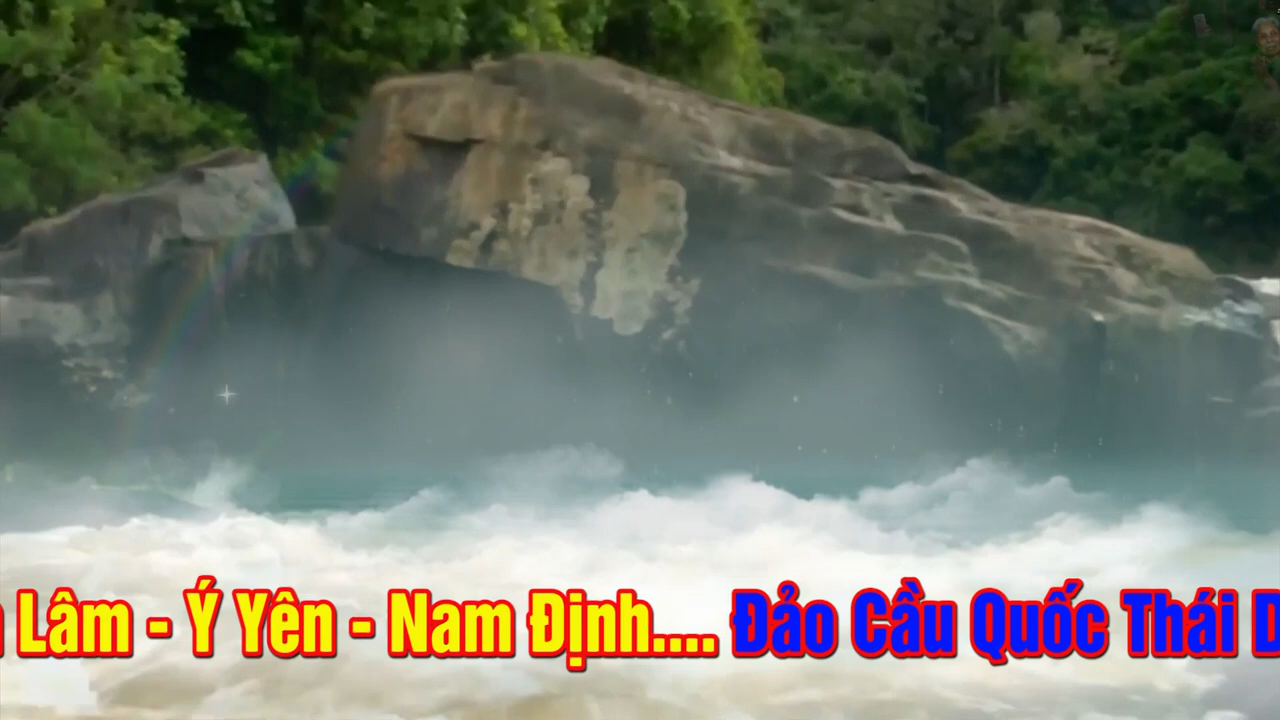 Lâm - Ý Yên - Nam Định.... Đảo Cầu Quốc Thái